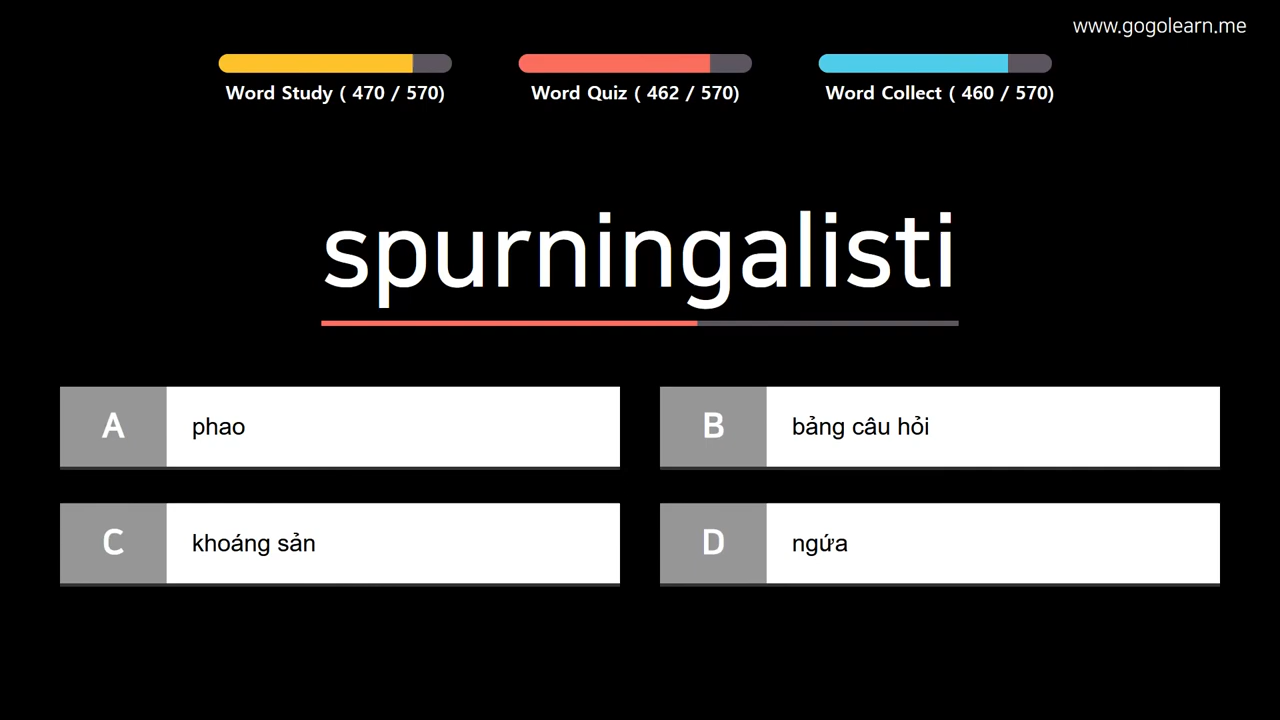 www.gogolearn.me
Word Study ( 470 / 570)
Word Quiz ( 462 / 570)
Word Collect ( 460 / 570)
spurningalisti
A
phao
B
bảng câu hỏi
C
khoáng sản
D
ngứa